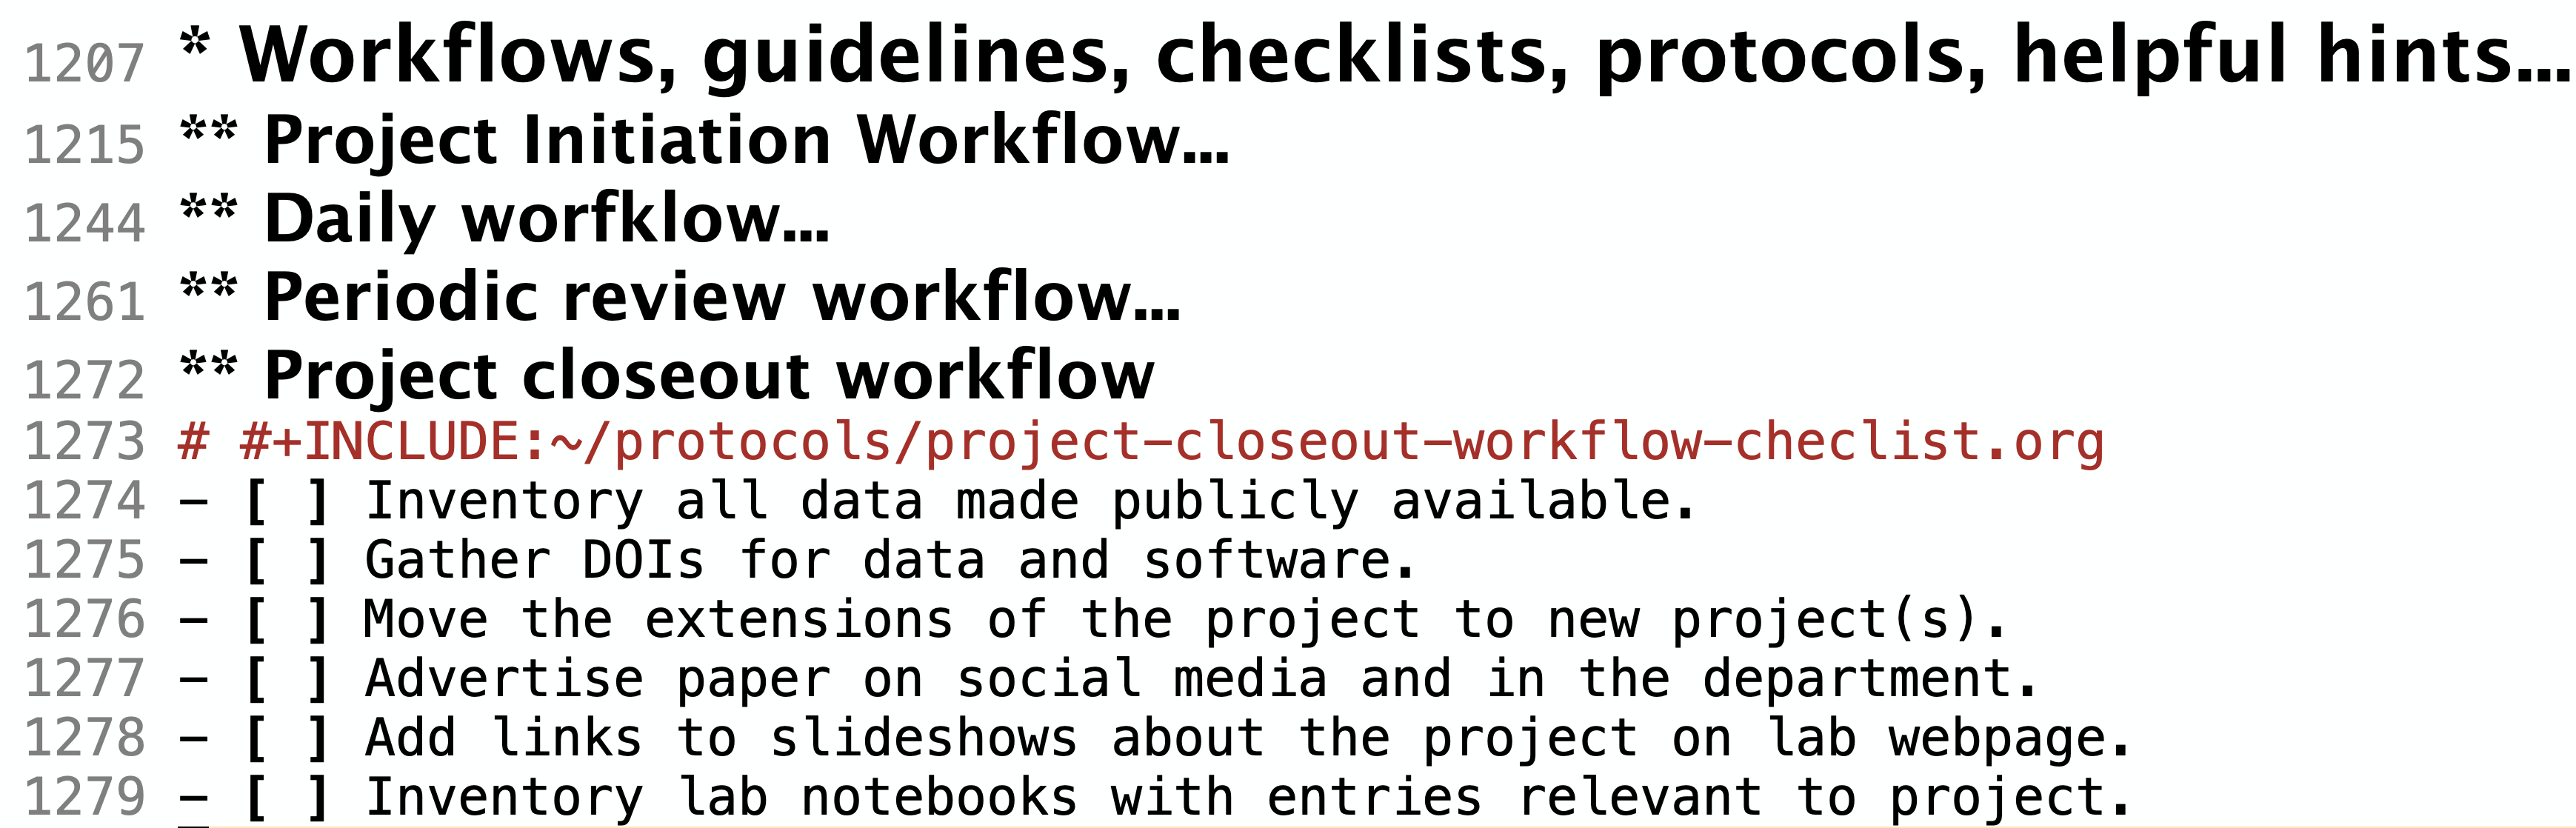 1207 * Workflows, guidelines, checklists, protocols, helpful hints…
1215 ** Project Initiation Workflow…
1244 ** Daily worfklow…
1261 ** Periodic review workflow…
1272 ** Project closeout workflow
1273 # #+INCLUDE:~/protocols/project-closeout-workflow-checlist.org
1274 - [ ] Inventory all data made publicly available.
1275 - [ ] Gather DOIs for data and software.
1276 - [ ] Move the extensions of the project to new project(s).
1277 - [ ] Advertise paper on social media and in the department.
1278 - [ ] Add links to slideshows about the project on lab webpage.
1279 - [ ] Inventory lab notebooks with entries relevant to project.